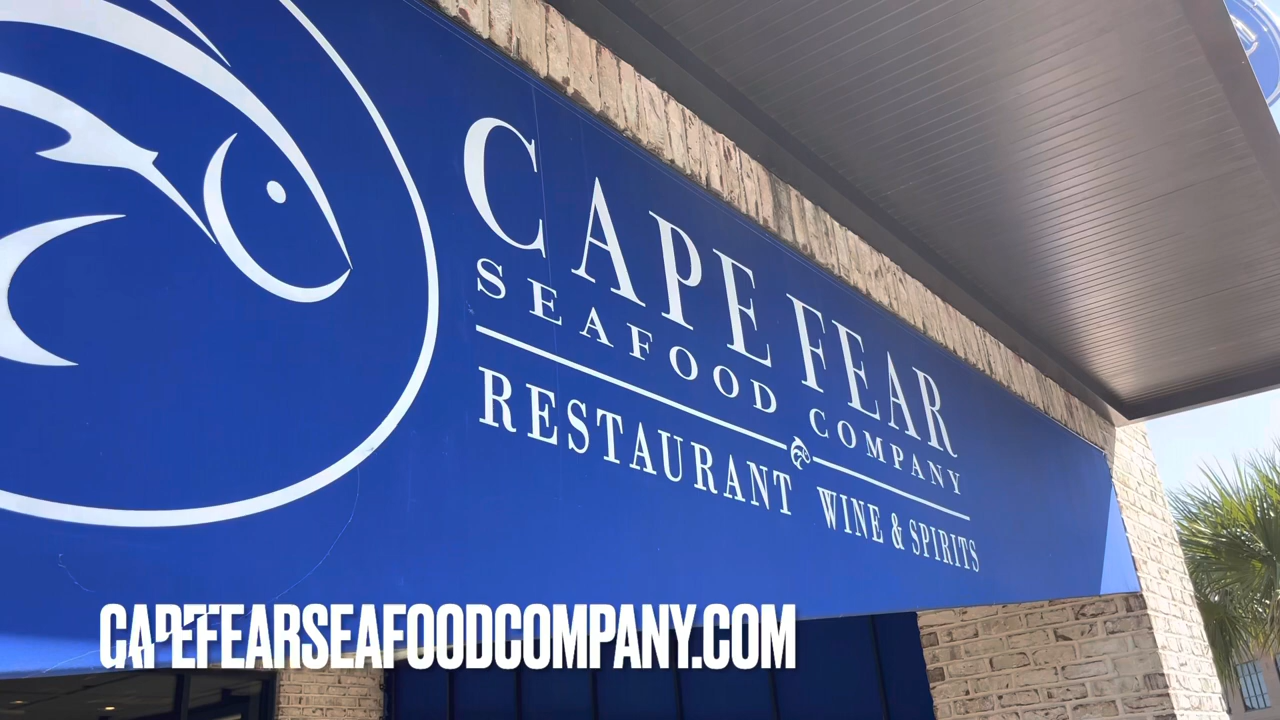 CAPE FEAR
SEAFOOD COMPANY
RESTAURANT WINE & SPIRITS
CAPEFEARSEAFOODCOMPANY.COM